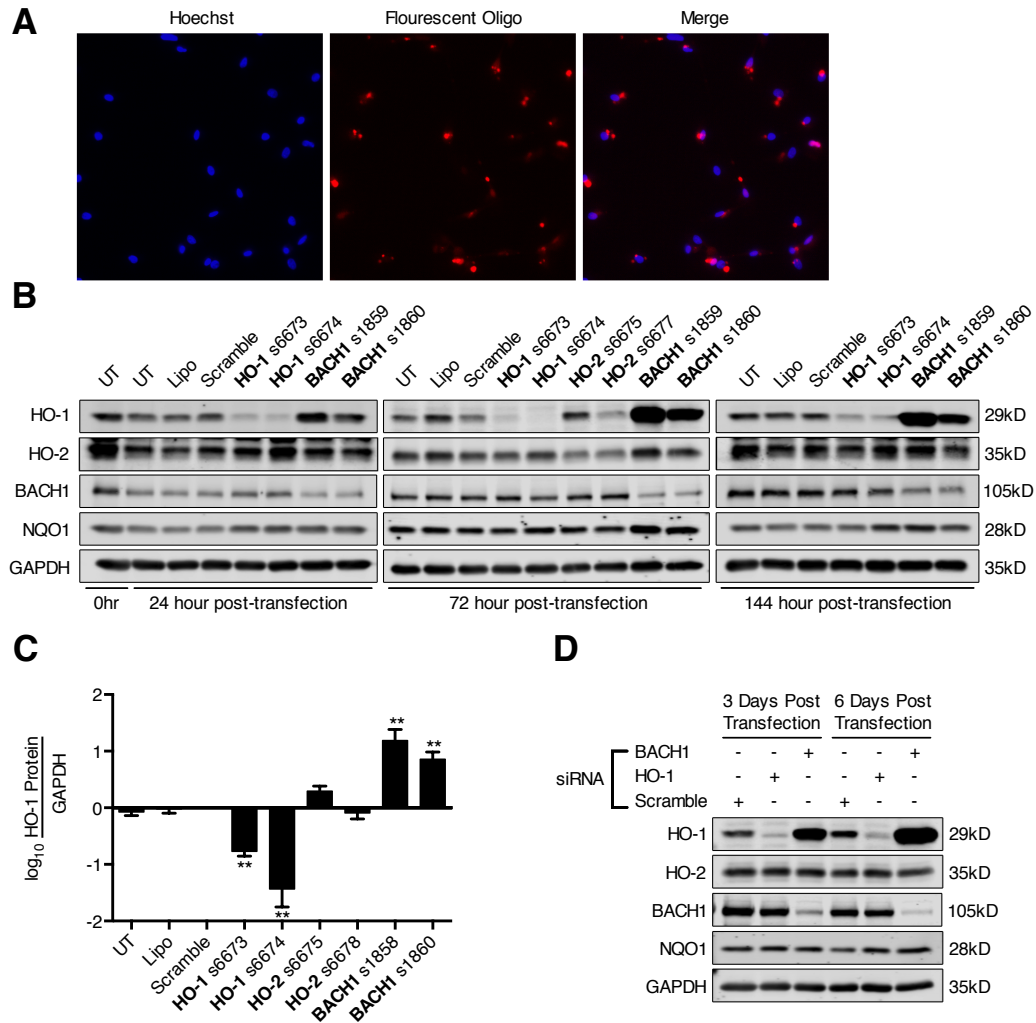 A
Hoechst Flourescent Oligo Merge
B
UT UT Lipo Scramble HO-1 s6673 HO-1 s6674 BACH1 s1859 BACH1 s1860 UT Lipo Scramble HO-1 s6673 HO-1 s6674 HO-2 s6675 HO-2 s677 BACH1 s1859 BACH1 s1860 UT Lipo Scramble HO-1 s6673 HO-1 s6674 BACH1 s1859 BACH1 s1860
HO-1 29kD
HO-2 35kD
BACH1 105kD
NQO1 28kD
GAPDH 35kD
0hr 24 hour post-transfection 72 hour post-transfection 144 hour post-transfection
C
log10 HO-1 Protein
GAPDH
2
1
0
-1
-2
** ** ** **
UT Lipo Scramble HO-1 s6673 HO-1 s6674 HO-2 s6675 HO-2 s6678 BACH1 s1858 BACH1 s1860
D
3 Days Post 6 Days Post
Transfection Transfection
siRNA
BACH1 - - + - - +
HO-1 - + - - + -
Scramble + - - + - -
HO-1 29kD
HO-2 35kD
BACH1 105kD
NQO1 28kD
GAPDH 35kD